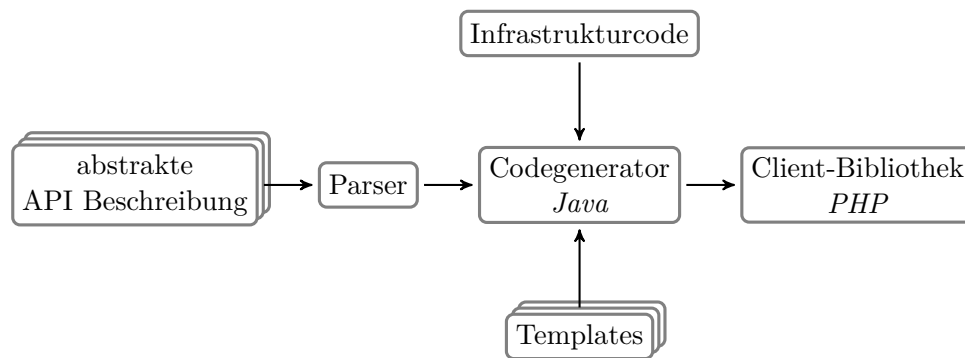 Infrastrukturcode
abstrakte
API Beschreibung
Parser
Codegenerator
Java
Client-Bibliothek
PHP
Templates